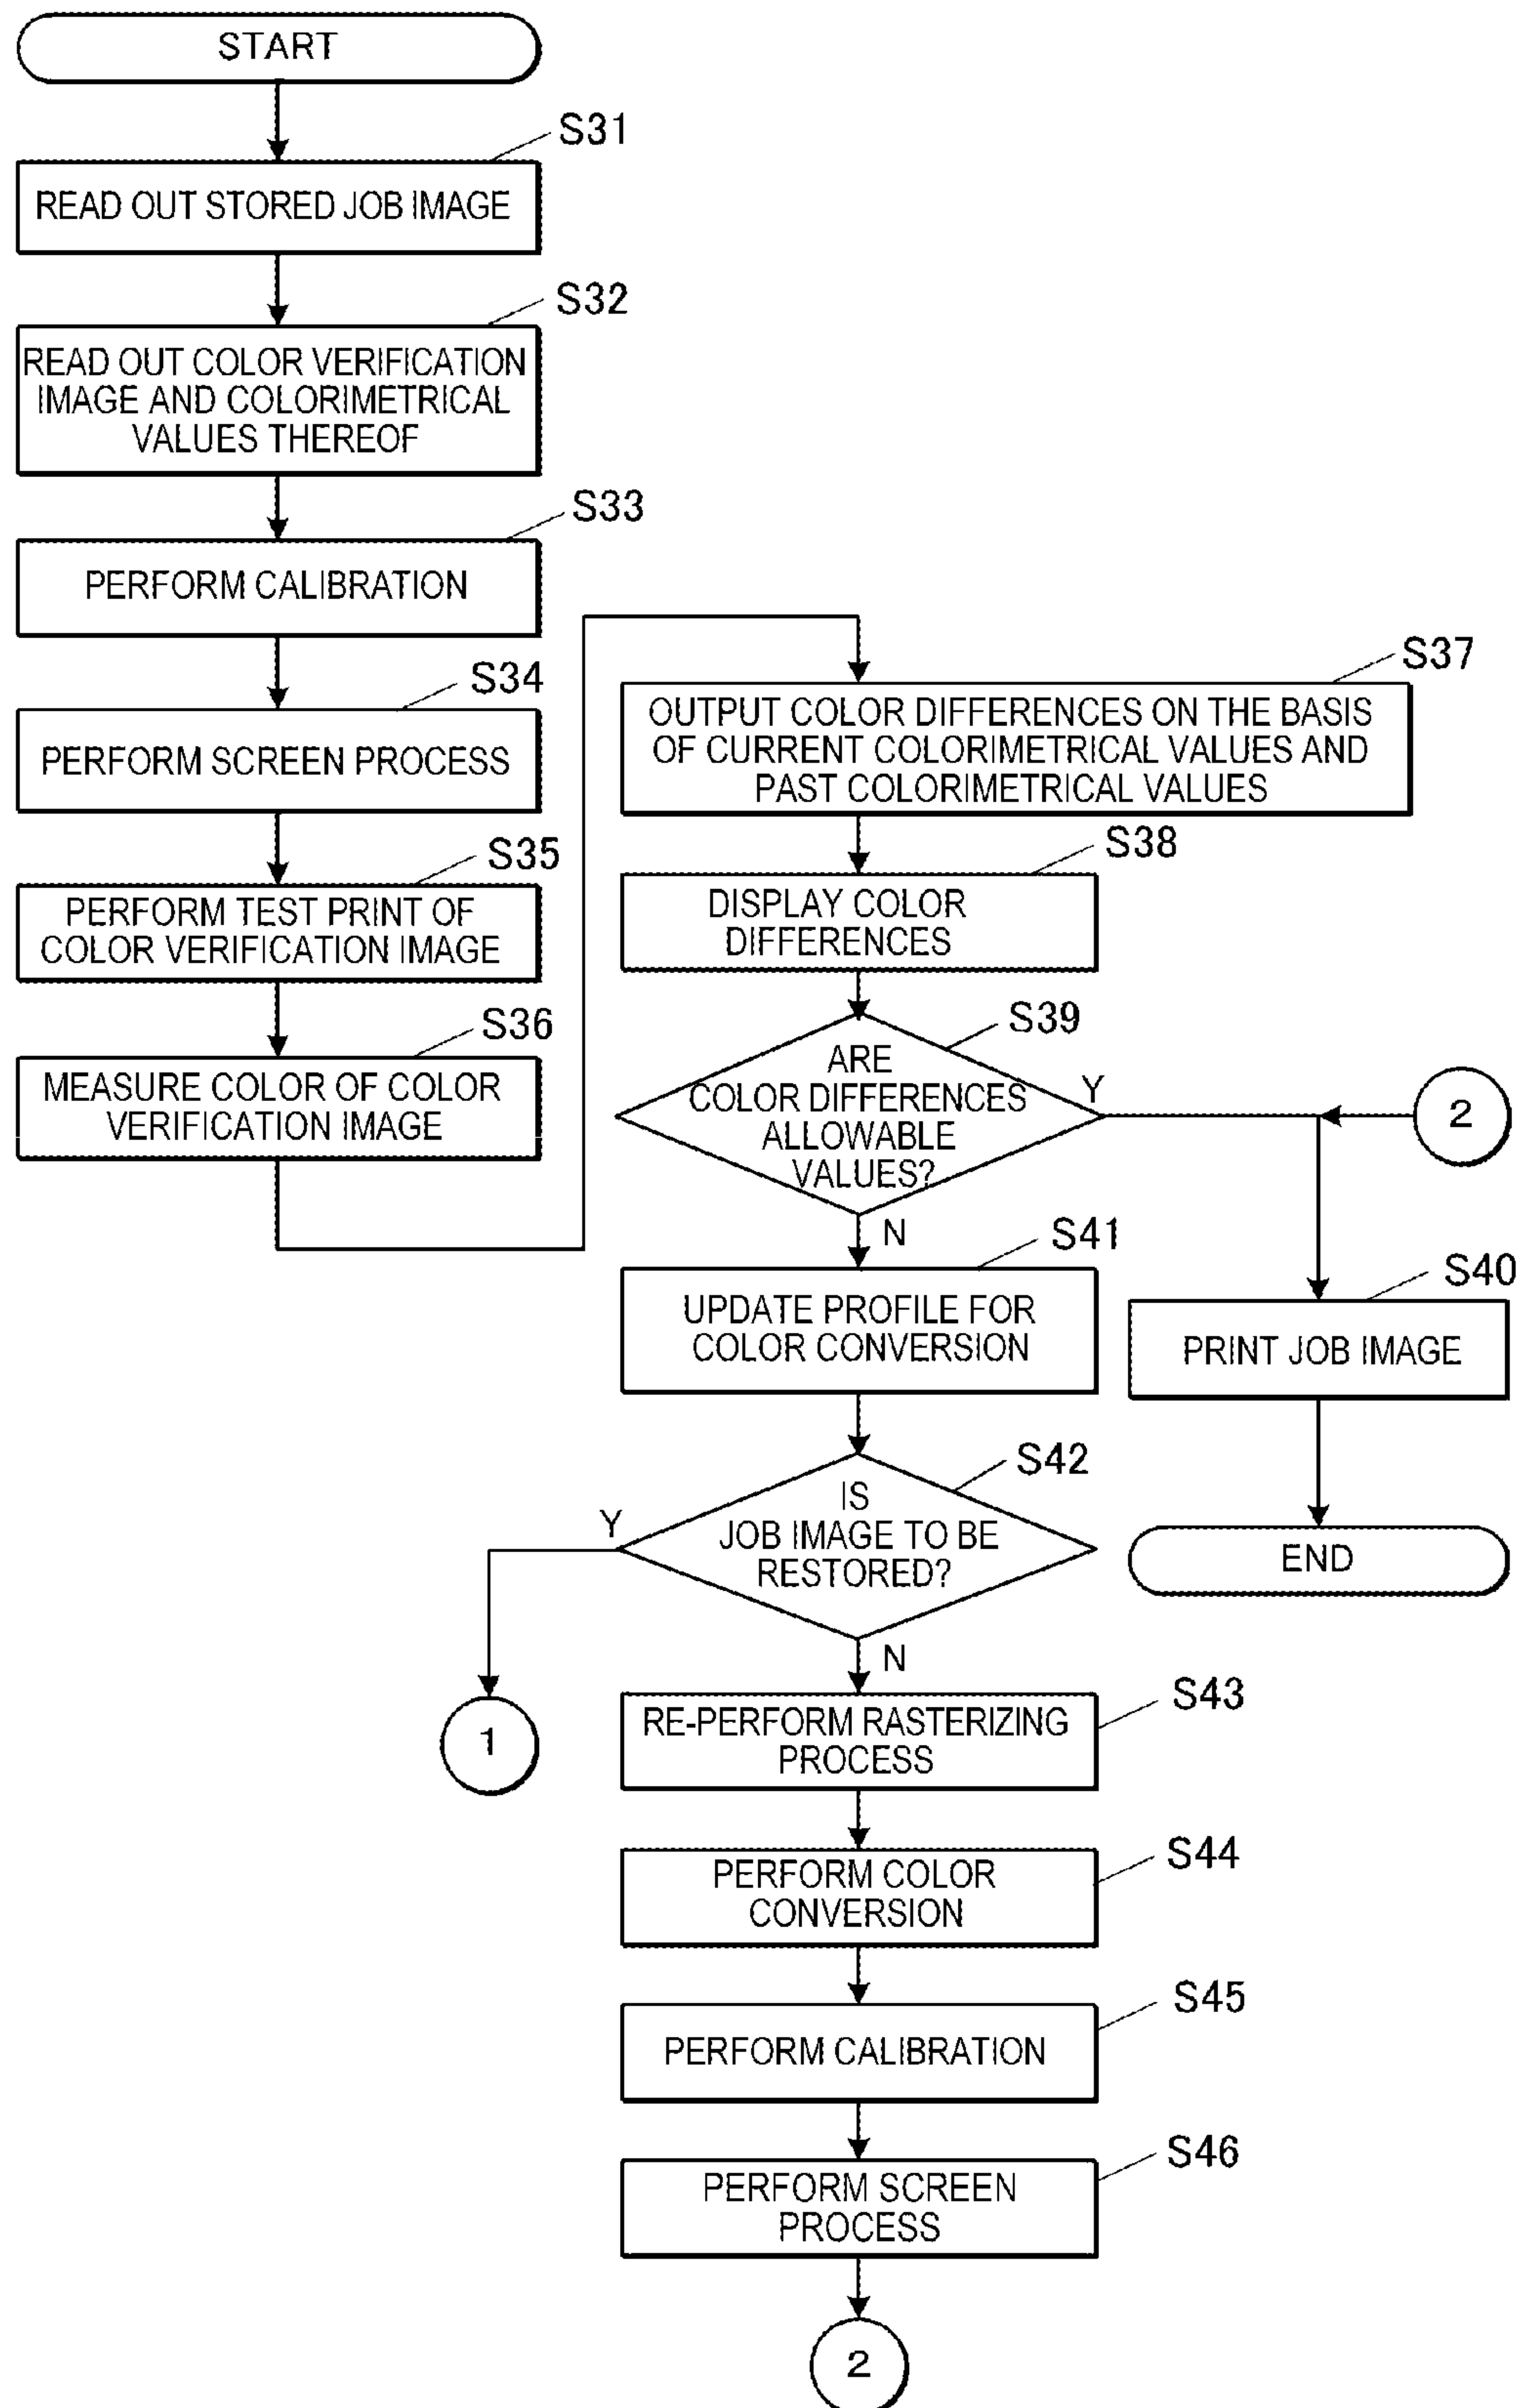 START
S31
READ OUT STORED JOB IMAGE
S32
READ OUT COLOR VERIFICATION
IMAGE AND COLORIMETRICAL
VALUES THEREOF
S33
PERFORM CALIBRATION
S34
PERFORM SCREEN PROCESS
S35
PERFORM TEST PRINT OF
COLOR VERIFICATION IMAGE
S36
MEASURE COLOR OF COLOR
VERIFICATION IMAGE
S37
OUTPUT COLOR DIFFERENCES ON THE BASIS
OF CURRENT COLORIMETRICAL VALUES AND
PAST COLORIMETRICAL VALUES
S38
DISPLAY COLOR
DIFFERENCES
S39
ARE
COLOR DIFFERENCES
ALLOWABLE
VALUES?
Y
2
N
S40
PRINT JOB IMAGE
END
S41
UPDATE PROFILE FOR
COLOR CONVERSION
S42
IS
JOB IMAGE TO BE
RESTORED?
Y
1
N
S43
RE-PERFORM RASTERIZING
PROCESS
S44
PERFORM COLOR
CONVERSION
S45
PERFORM CALIBRATION
S46
PERFORM SCREEN
PROCESS
2